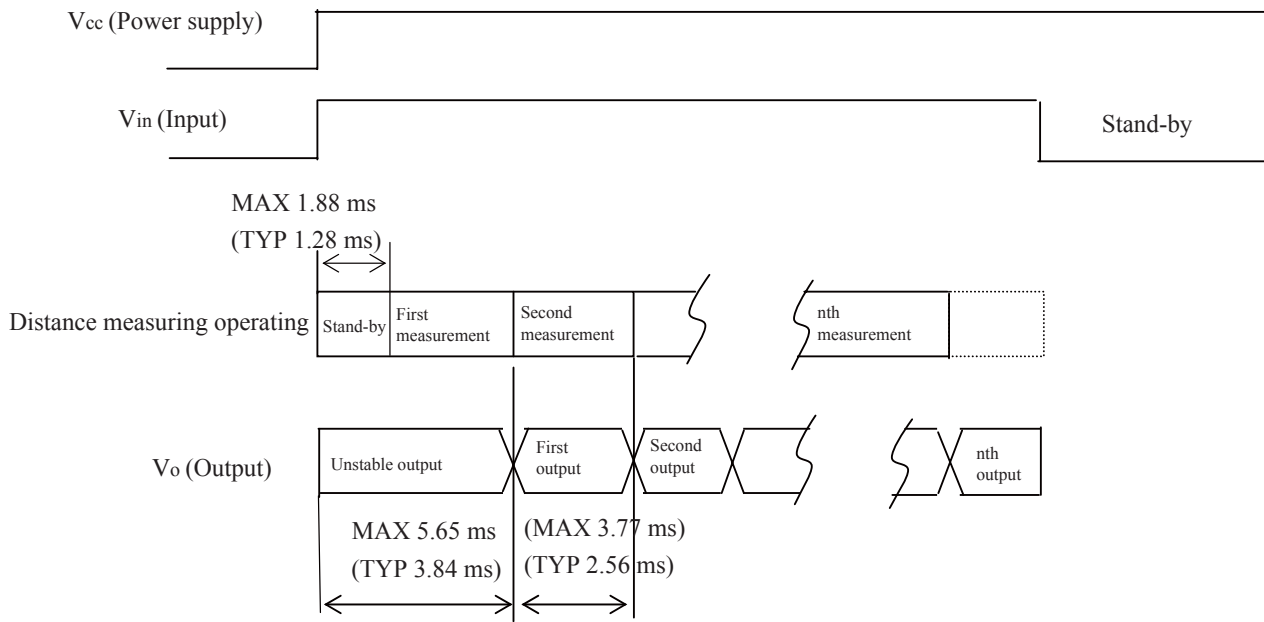 Vcc (Power supply)
Vin (Input)
Stand-by
MAX 1.88 ms
(TYP 1.28 ms)
Distance measuring operating
Stand-by
First
measurement
Second
measurement
nth
measurement
Vo (Output)
Unstable output
First
output
Second
output
nth
output
MAX 5.65 ms
(TYP 3.84 ms)
(MAX 3.77 ms)
(TYP 2.56 ms)